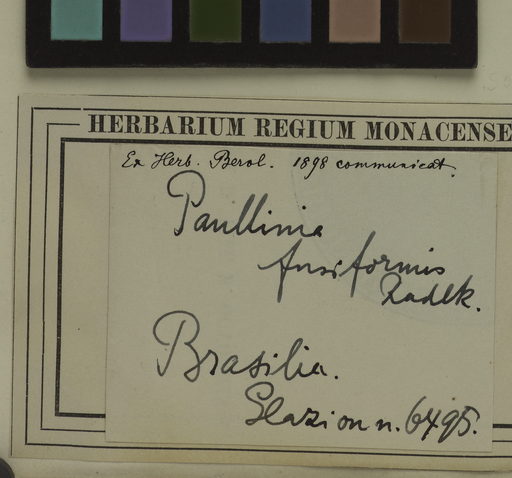 HERBARIUM REGIUM MONACENSE
Ex Herb. Berol. 1898 communicat.
Paullinia
fusiformis
Radlk.
Brasilia.
Glaziou n. 6495.